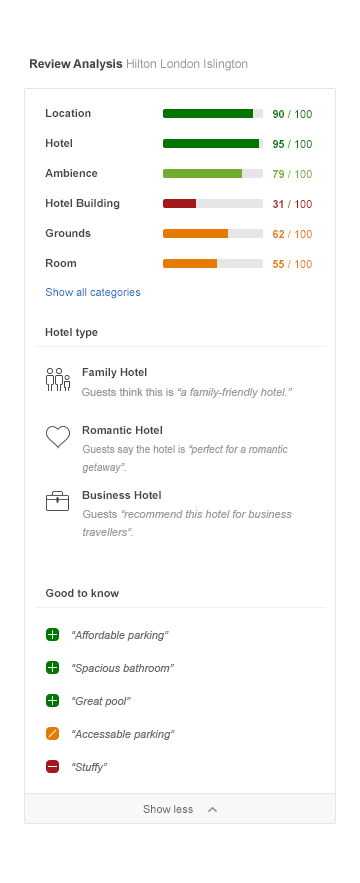 Review Analysis Hilton London Islington
Location 90 / 100
Hotel 95 / 100
Ambience 79 / 100
Hotel Building 31 / 100
Grounds 62 / 100
Room 55 / 100
Show all categories
Hotel type
Family Hotel
Guests think this is “a family-friendly hotel.”
Romantic Hotel
Guests say the hotel is “perfect for a romantic
getaway”.
Business Hotel
Guests “recommend this hotel for business
travellers”.
Good to know
“Affordable parking”
“Spacious bathroom”
“Great pool”
“Accessable parking”
“Stuffy”
Show less